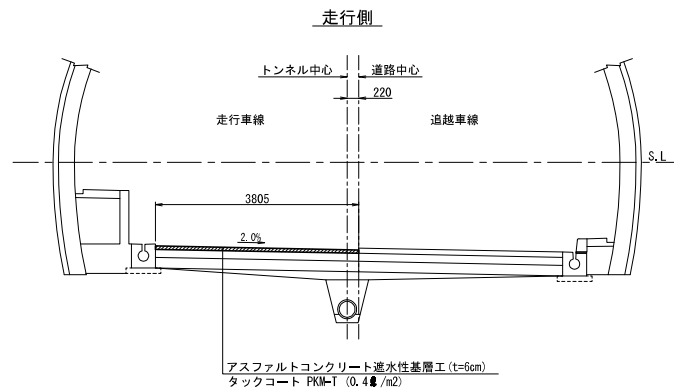 走行側
トンネル中心 道路中心
220
走行車線 追越車線
S.L
3805
2.0%
アスファルトコンクリート遮水性基層工(t=6cm)
タックコート PKM-T (0.4ℓ/m2)